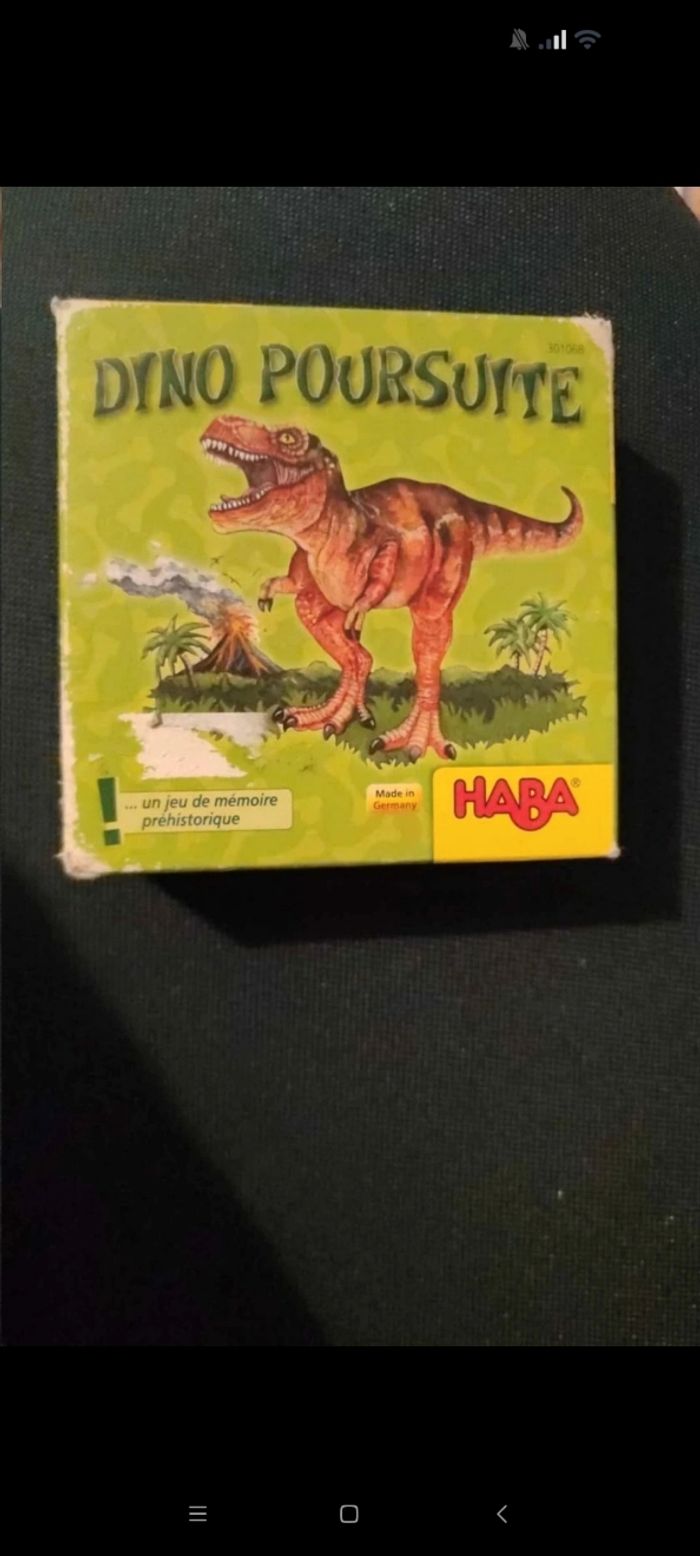 301068
DINO POURSUITE
... un jeu de mémoire
préhistorique
Made in
Germany
HABA®